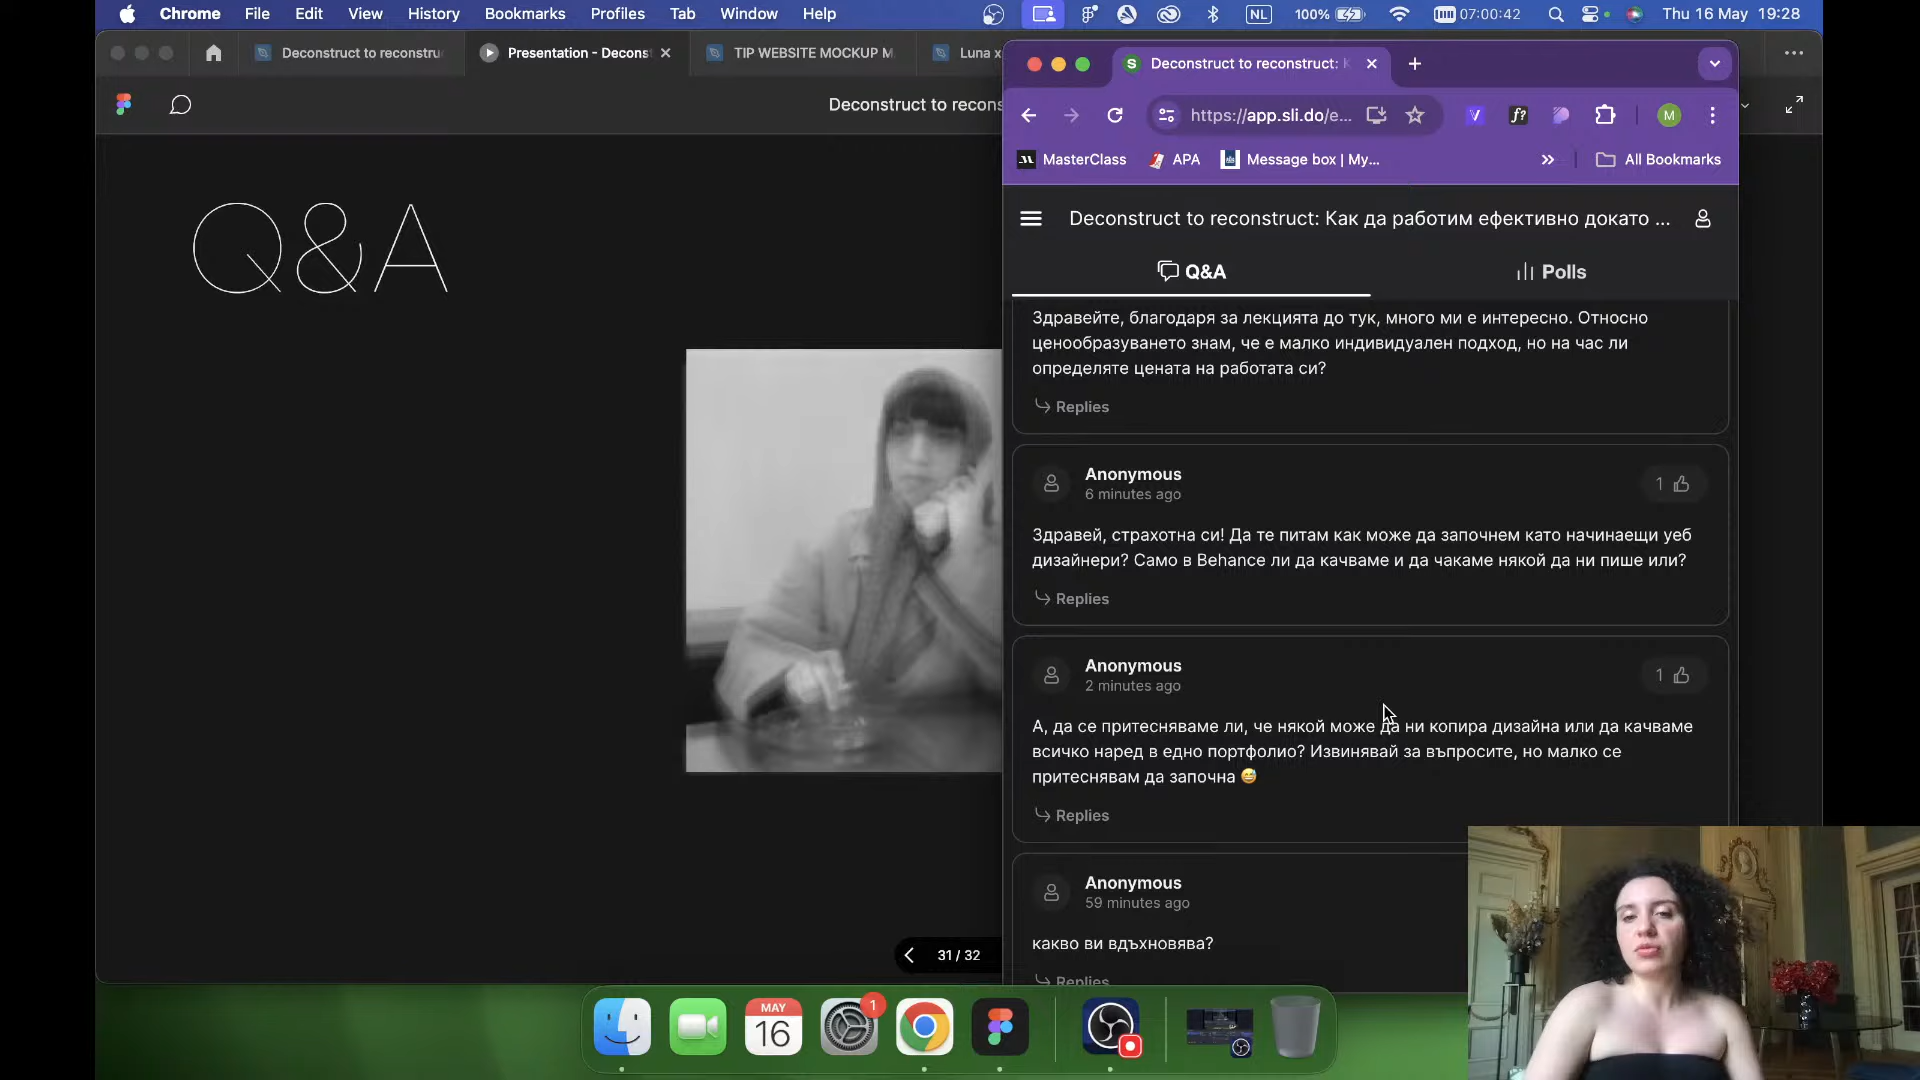 Chrome File Edit View History Bookmarks Profiles Tab Window Help NL 100% 07:00:42 Thu 16 May 19:28
Deconstruct to reconstru
Presentation - Decons
TIP WEBSITE MOCKUP M
Luna x
Deconstruct to recons
Q&A
31 / 32
S Deconstruct to reconstruct:
https://app.sli.do/e...
V f? M
MasterClass APA Message box | My... All Bookmarks
Deconstruct to reconstruct: Как да работим ефективно докато ...
Q&A
Polls
Здравейте, благодаря за лекцията до тук, много ми е интересно. Относно
ценообразуването знам, че е малко индивидуален подход, но на час ли
определяте цената на работата си?
Replies
Anonymous
6 minutes ago
1
Здравей, страхотна си! Да те питам как може да започнем като начинаещи уеб
дизайнери? Само в Behance ли да качваме и да чакаме някой да ни пише или?
Replies
Anonymous
2 minutes ago
1
А, да се притесняваме ли, че някой може да ни копира дизайна или да качваме
всичко наред в едно портфолио? Извинявай за въпросите, но малко се
притеснявам да започна 😅
Replies
Anonymous
59 minutes ago
какво ви вдъхновява?
Replies
MAY
16
1